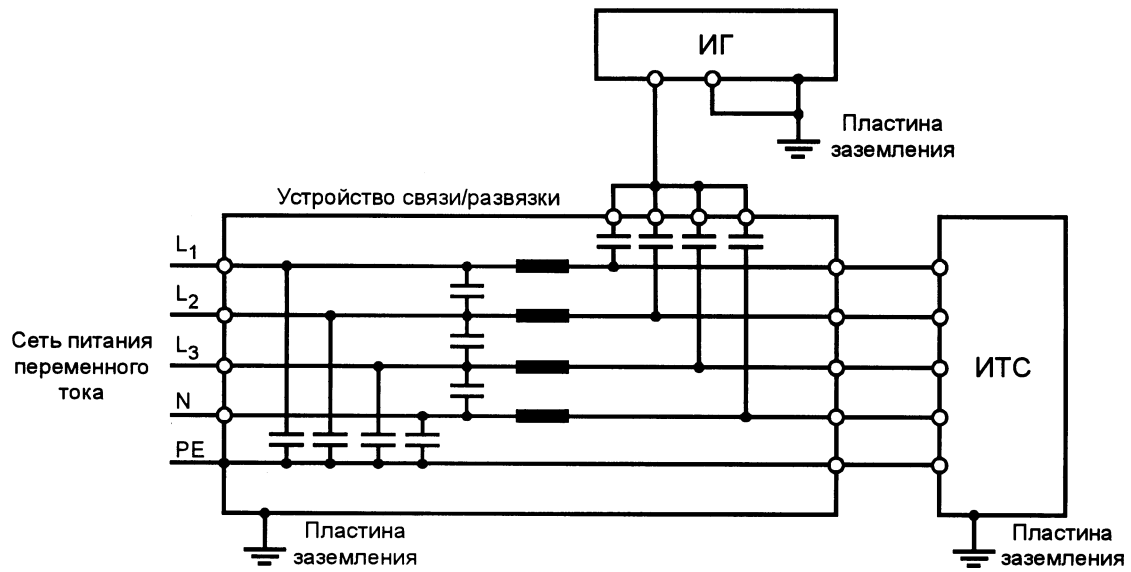 ИГ
Пластина
заземления
Устройство связи/развязки
L1
L2
L3
N
PE
Сеть питания
переменного
тока
ИТС
Пластина
заземления
Пластина
заземления